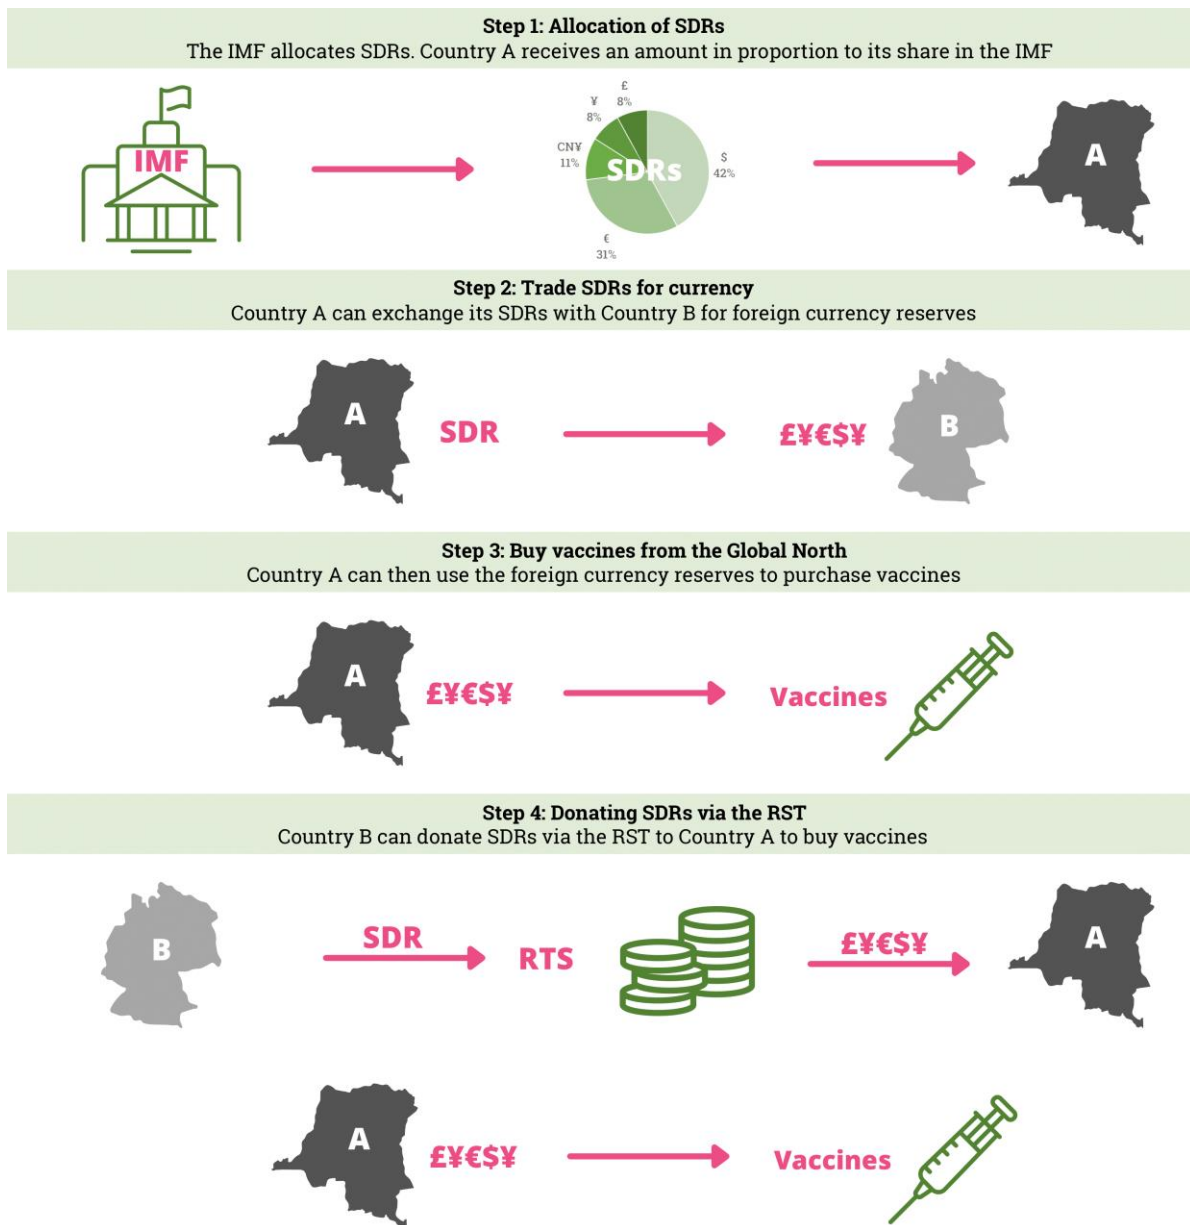 Step 1: Allocation of SDRs
The IMF allocates SDRs. Country A receives an amount in proportion to its share in the IMF
IMF
£
8%
¥
8%
CN¥
11%
SDRs
$
42%
€
31%
A
Step 2: Trade SDRs for currency
Country A can exchange its SDRs with Country B for foreign currency reserves
A
SDR
£¥€$¥
B
Step 3: Buy vaccines from the Global North
Country A can then use the foreign currency reserves to purchase vaccines
A
£¥€$¥
Vaccines
Step 4: Donating SDRs via the RST
Country B can donate SDRs via the RST to Country A to buy vaccines
B
SDR
RTS
£¥€$¥
A
A
£¥€$¥
Vaccines